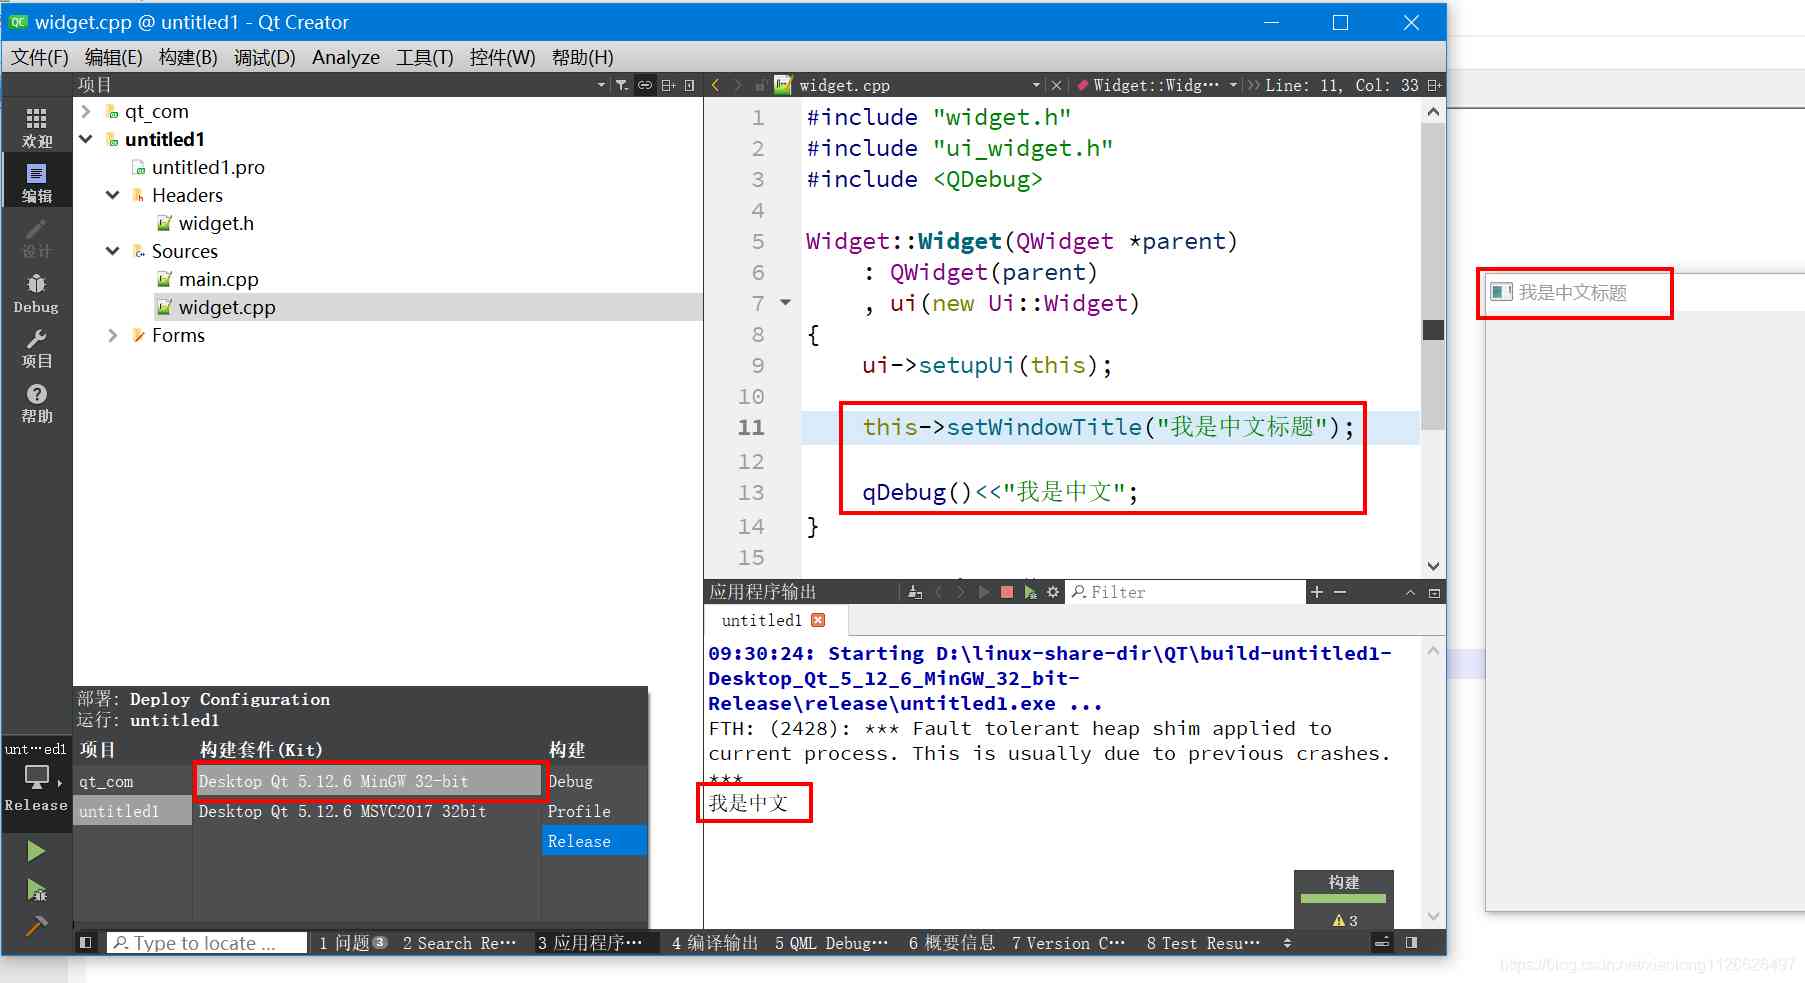 widget.cpp @ untitled1 - Qt Creator
文件(F) 编辑(E) 构建(B) 调试(D) Analyze 工具(T) 控件(W) 帮助(H)
项目
widget.cpp
Widget::Widg···
Line: 11, Col: 33
欢迎
编辑
设计
Debug
项目
帮助
qt_com
untitled1
untitled1.pro
Headers
widget.h
Sources
main.cpp
widget.cpp
Forms
1 #include "widget.h"
2 #include "ui_widget.h"
3 #include <QDebug>
4
5 Widget::Widget(QWidget *parent)
6 : QWidget(parent)
7 , ui(new Ui::Widget)
8 {
9 ui->setupUi(this);
10
11 this->setWindowTitle("我是中文标题");
12
13 qDebug()<<"我是中文";
14 }
15
我是中文标题
应用程序输出
Filter
untitled1
09:30:24: Starting D:\linux-share-dir\QT\build-untitled1-
Desktop_Qt_5_12_6_MinGW_32_bit-
Release\release\untitled1.exe ...
FTH: (2428): *** Fault tolerant heap shim applied to
current process. This is usually due to previous crashes.
***
我是中文
部署: Deploy Configuration
运行: untitled1
项目 构建套件(Kit) 构建
qt_com Desktop Qt 5.12.6 MinGW 32-bit Debug
untitled1 Desktop Qt 5.12.6 MSVC2017 32bit Profile
Release
unt···ed1
Release
构建
3
Type to locate ...
1 问题 3 2 Search Re··· 3 应用程序··· 4 编译输出 5 QML Debug··· 6 概要信息 7 Version C··· 8 Test Resu···